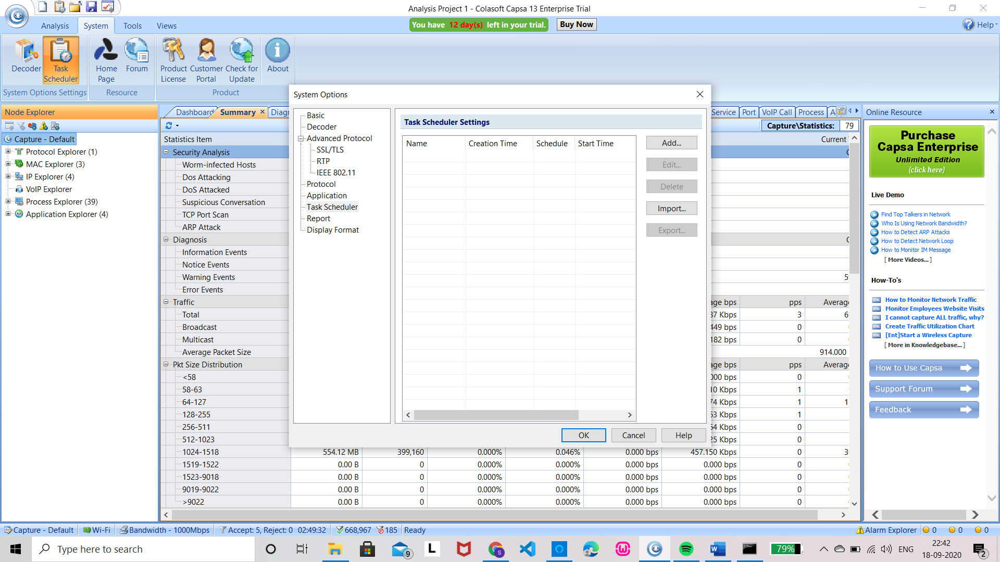 Analysis Project 1 - Colasoft Capsa 13 Enterprise Trial
Analysis System Tools Views
You have 12 day(s) left in your trial. Buy Now
Help
Decoder Task Scheduler
System Options Settings
Home Page Forum
Resource
Product License Customer Portal Check for Update About
Product
Node Explorer
Capture - Default
Protocol Explorer (1)
MAC Explorer (3)
IP Explorer (4)
VoIP Explorer
Process Explorer (39)
Application Explorer (4)
Dashboard Summary × Service Port VoIP Call Process
Capture\Statistics: 79
Statistics Item Current
Security Analysis
Worm-infected Hosts
Dos Attacking
DoS Attacked
Suspicious Conversation
TCP Port Scan
ARP Attack
Diagnosis
Information Events
Notice Events
Warning Events 5
Error Events
Traffic pps
Total Kbps 3 6
Broadcast 449 bps 0
Multicast 182 bps 0
Average Packet Size 914.000
Pkt Size Distribution pps
<58 0
58-63 Kbps 1
64-127 Kbps 1 1
128-255 Kbps 1
256-511 Kbps 0
512-1023 Kbps 0
1024-1518 554.12 MB 399,160 0.000% 0.046% 0.000 bps 457.150 Kbps 0
1519-1522 0.00 B 0 0.000% 0.000% 0.000 bps 0.000 bps 0
1523-9018 0.00 B 0 0.000% 0.000% 0.000 bps 0.000 bps 0
9019-9022 0.00 B 0 0.000% 0.000% 0.000 bps 0.000 bps 0
>9022 0.00 B 0 0.000% 0.000% 0.000 bps 0.000 bps 0
System Options
Basic
Decoder
Advanced Protocol
SSL/TLS
RTP
IEEE 802.11
Protocol
Application
Task Scheduler
Report
Display Format
Task Scheduler Settings
Name Creation Time Schedule Start Time
Add...
Edit...
Delete
Import...
Export...
OK Cancel Help
Online Resource
Purchase
Capsa Enterprise
Unlimited Edition
(click here)
Live Demo
Find Top Talkers in Network
Who Is Using Network Bandwidth?
How to Detect ARP Attacks
How to Detect Network Loop
How to Monitor IM Message
[ More Videos... ]
How-To's
How to Monitor Network Traffic
Monitor Employees Website Visits
I cannot capture ALL traffic, why?
Create Traffic Utilization Chart
[Ent]Start a Wireless Capture
[ More in Knowledgebase... ]
How to Use Capsa
Support Forum
Feedback
Capture - Default Wi-Fi Bandwidth - 1000Mbps Accept: 5, Reject: 0 02:49:32 668,967 185 Ready
Alarm Explorer 0 0 0
Type here to search
9
L
79%
ENG
22:42
18-09-2020
2